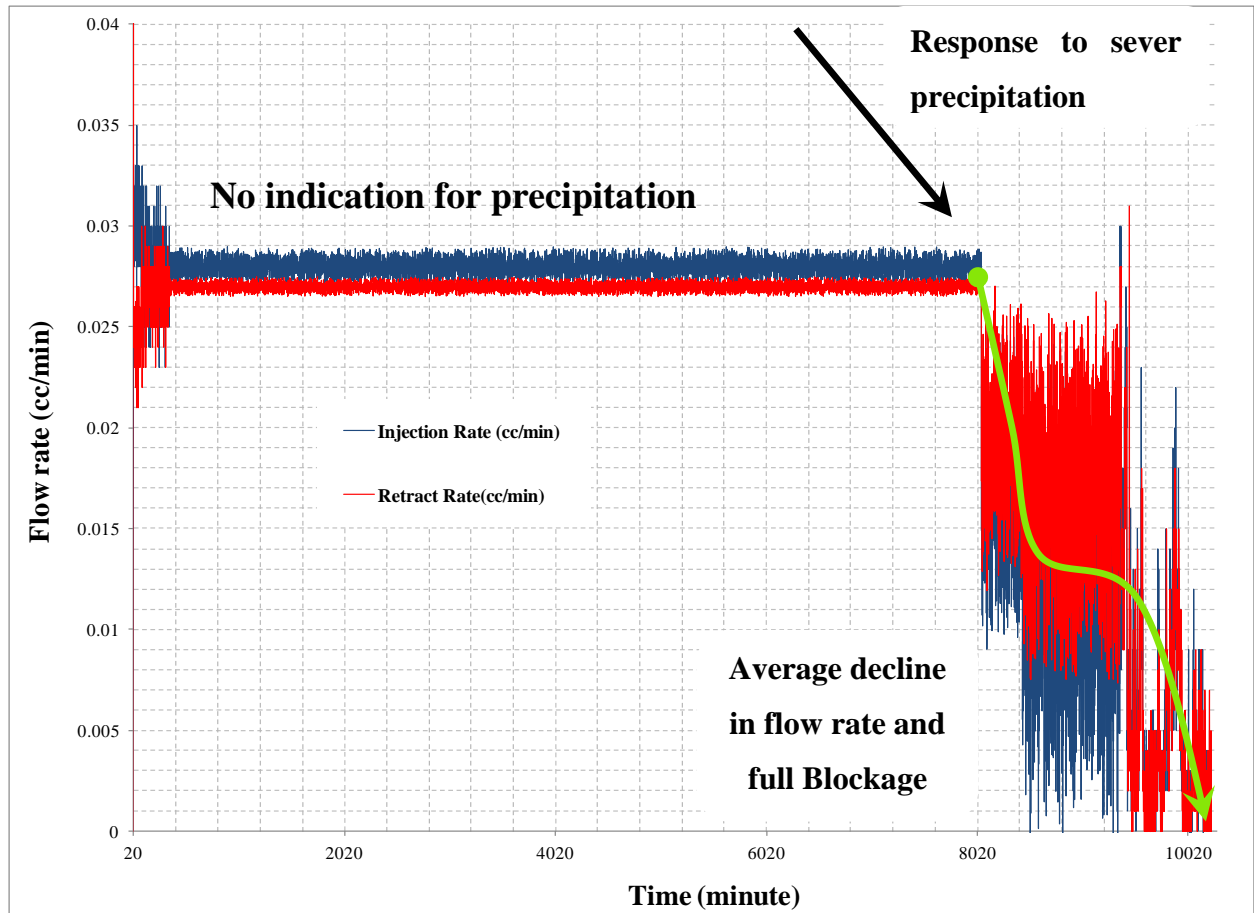 0.04
0.035
0.03
0.025
0.02
0.015
0.01
0.005
0
Flow rate (cc/min)
Response to sever
precipitation
No indication for precipitation
Injection Rate (cc/min)
Retract Rate(cc/min)
Average decline
in flow rate and
full Blockage
20
2020
4020
6020
8020
10020
Time (minute)